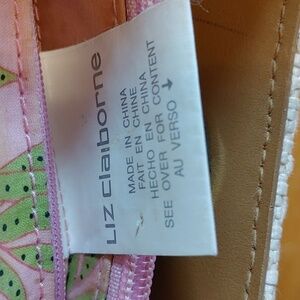 Liz claiborne
MADE IN CHINA
FAIT EN CHINE
HECHO EN CHINA
SEE OVER FOR CONTENT
AU VERSO